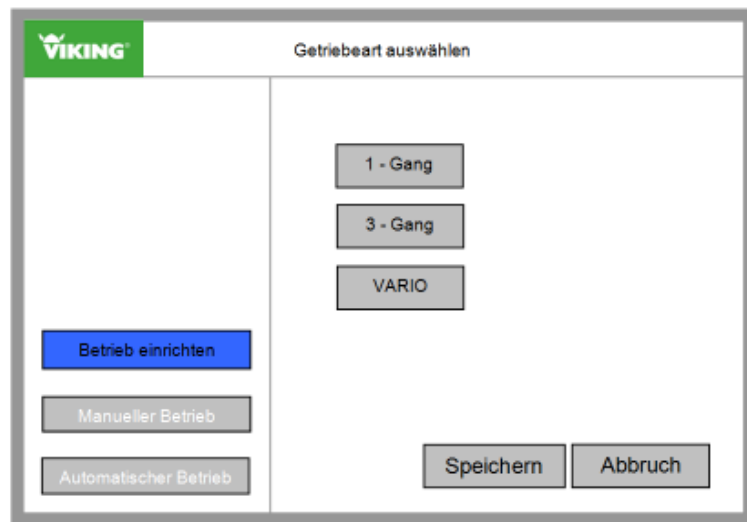 VIKING
Getriebeart auswählen
1 - Gang
3 - Gang
VARIO
Betrieb einrichten
Manueller Betrieb
Automatischer Betrieb
Speichern
Abbruch